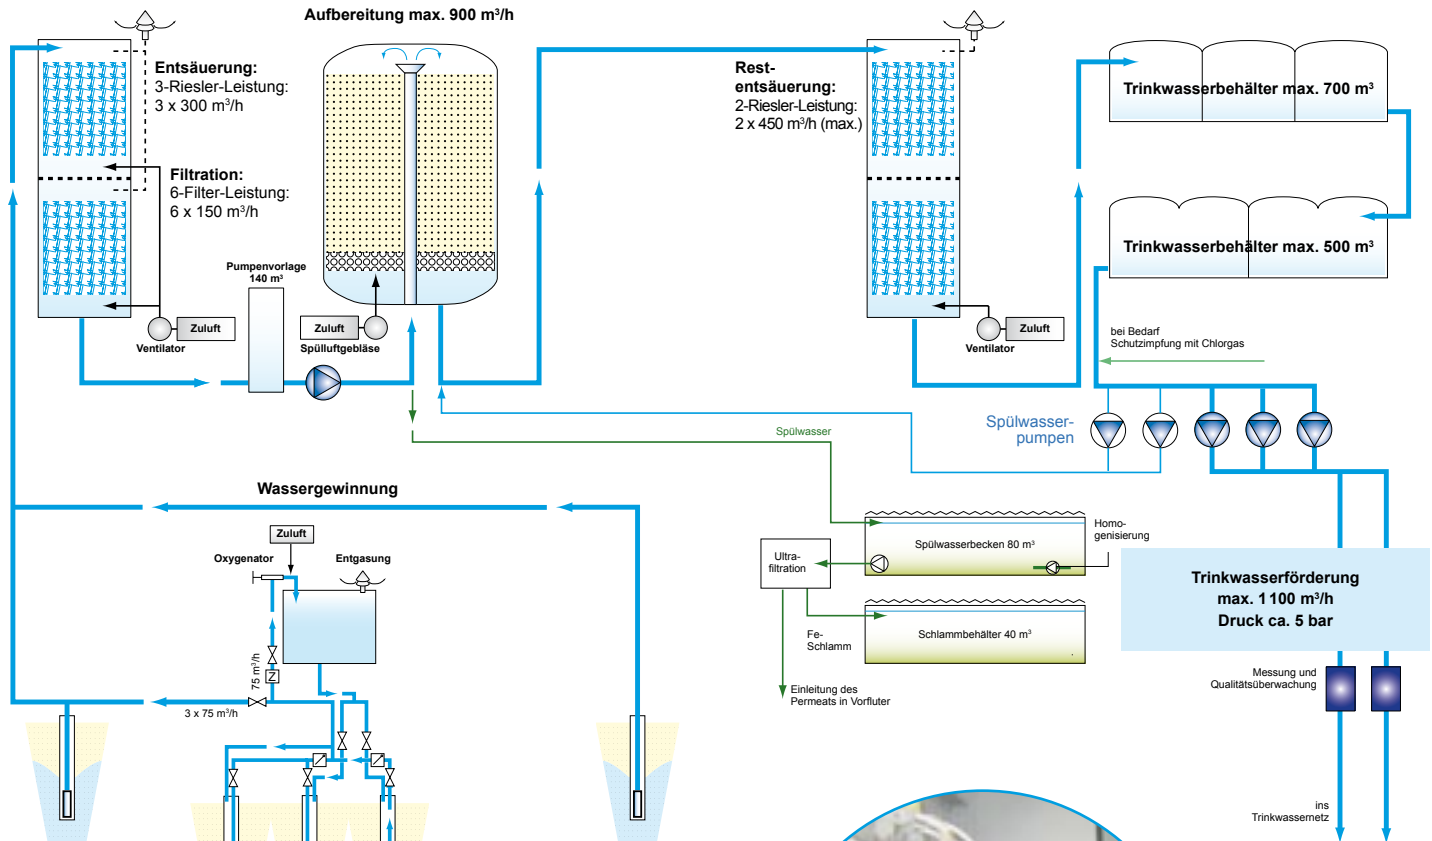 Aufbereitung max. 900 m³/h
Entsäuerung:
3-Riesler-Leistung:
3 x 300 m³/h
Filtration:
6-Filter-Leistung:
6 x 150 m³/h
Pumpenvorlage
140 m³
Zuluft
Ventilator
Zuluft
Spülluftgebläse
Rest-
entsäuerung:
2-Riesler-Leistung:
2 x 450 m³/h (max.)
Zuluft
Ventilator
Trinkwasserbehälter max. 700 m³
Trinkwasserbehälter max. 500 m³
bei Bedarf
Schutzimpfung mit Chlorgas
Spülwasser-
pumpen
Spülwasser
Wassergewinnung
Zuluft
Oxygenator
Entgasung
75 m³/h
Z
3 x 75 m³/h
Ultra-
filtration
Spülwasserbecken 80 m³
Homo-
genisierung
Fe-
Schlamm
Schlammbehälter 40 m³
Einleitung des
Permeats in Vorfluter
Trinkwasserförderung
max. 1100 m³/h
Druck ca. 5 bar
Messung und
Qualitätsüberwachung
ins
Trinkwassernetz